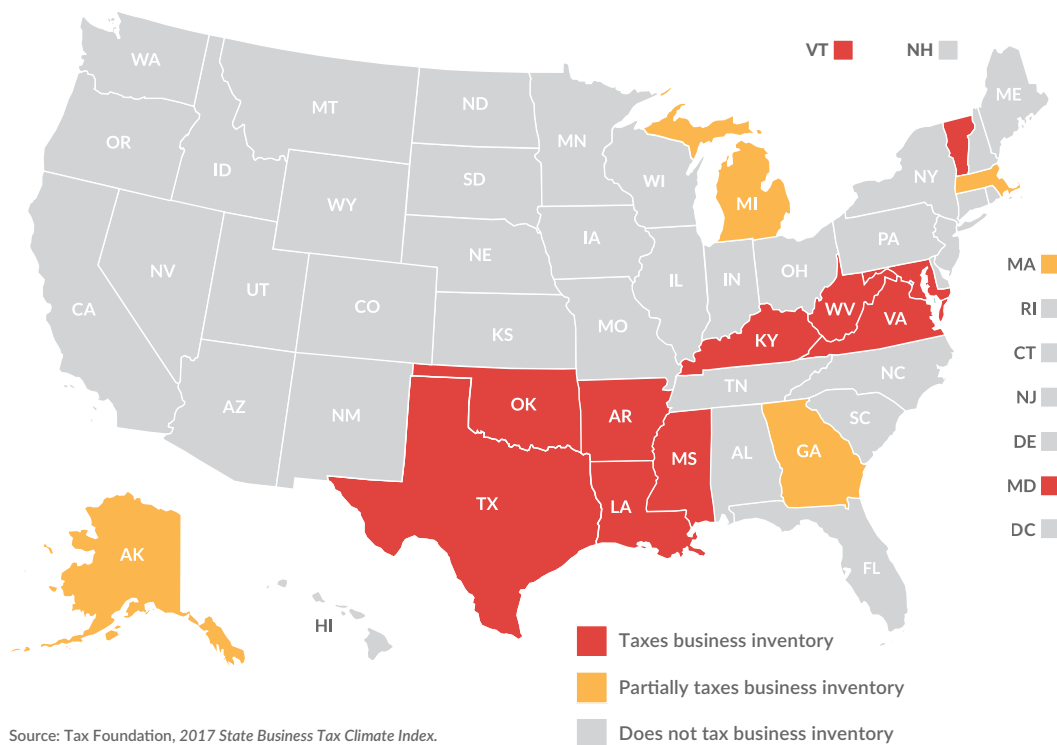 VT
NH
WA
MT
ND
ME
OR
MN
ID
SD
WI
NY
WY
MI
IA
PA
NE
NV
IL
IN
OH
MA
UT
CO
WV
CA
RI
VA
KS
MO
KY
CT
NC
TN
OK
NJ
AZ
NM
AR
SC
DE
MS
AL
GA
MD
TX
LA
DC
AK
FL
HI
Taxes business inventory
Partially taxes business inventory
Does not tax business inventory
Source: Tax Foundation, 2017 State Business Tax Climate Index.